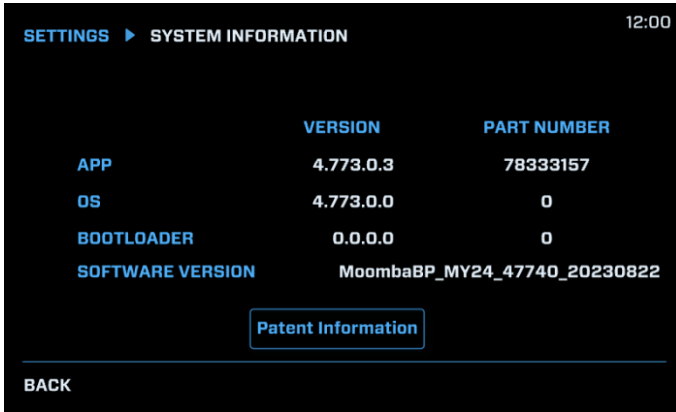 12:00
SETTINGS ▶ SYSTEM INFORMATION
VERSION PART NUMBER
APP 4.773.0.3 78333157
OS 4.773.0.0 0
BOOTLOADER 0.0.0.0 0
SOFTWARE VERSION MoombaBP_MY24_47740_20230822
Patent Information
BACK